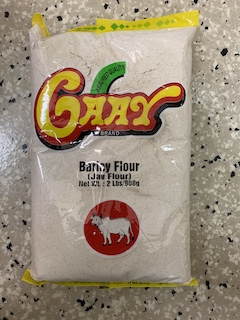 GAAY
BRAND
Barley Flour
(Jav Flour)
Net Wt. : 2 Lbs/908g